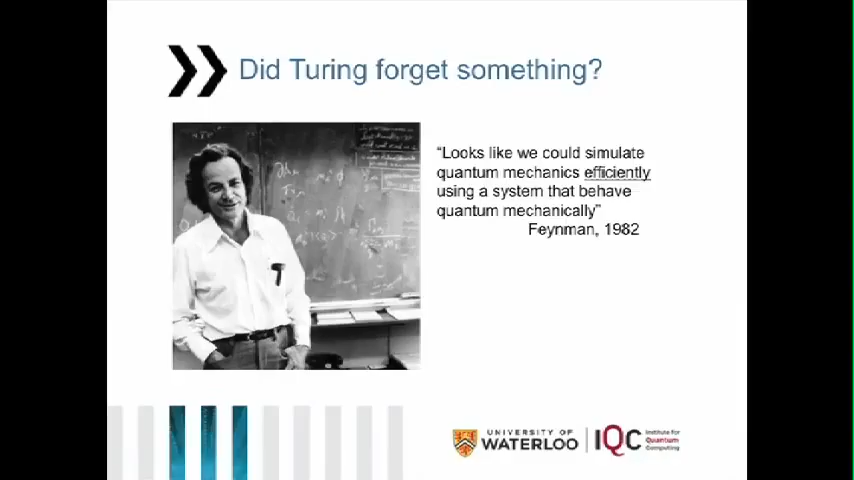 Did Turing forget something?
“Looks like we could simulate
quantum mechanics efficiently
using a system that behave
quantum mechanically”
Feynman, 1982
UNIVERSITY OF
WATERLOO
IQC
Institute for
Quantum
Computing